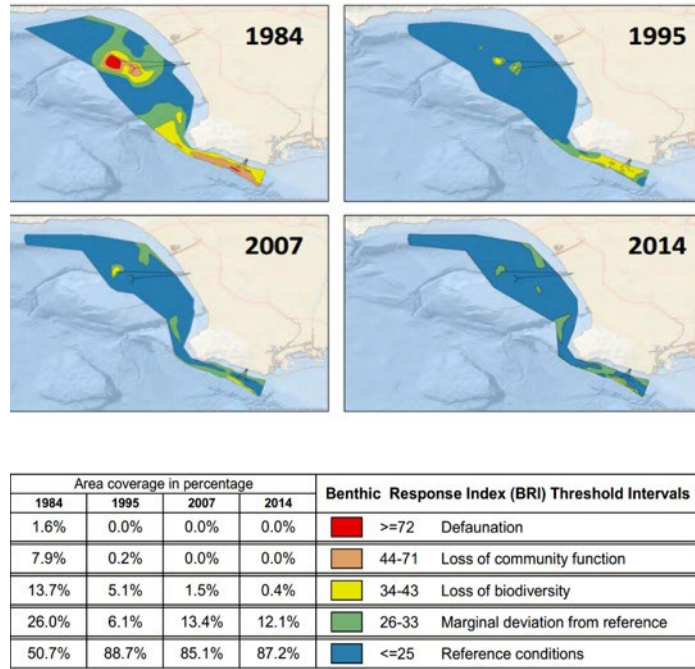 1984
1995
2007
2014
Area coverage in percentage
Benthic Response Index (BRI) Threshold Intervals
1984 1995 2007 2014
1.6% 0.0% 0.0% 0.0% >=72 Defaunation
7.9% 0.2% 0.0% 0.0% 44-71 Loss of community function
13.7% 5.1% 1.5% 0.4% 34-43 Loss of biodiversity
26.0% 6.1% 13.4% 12.1% 26-33 Marginal deviation from reference
50.7% 88.7% 85.1% 87.2% <=25 Reference conditions